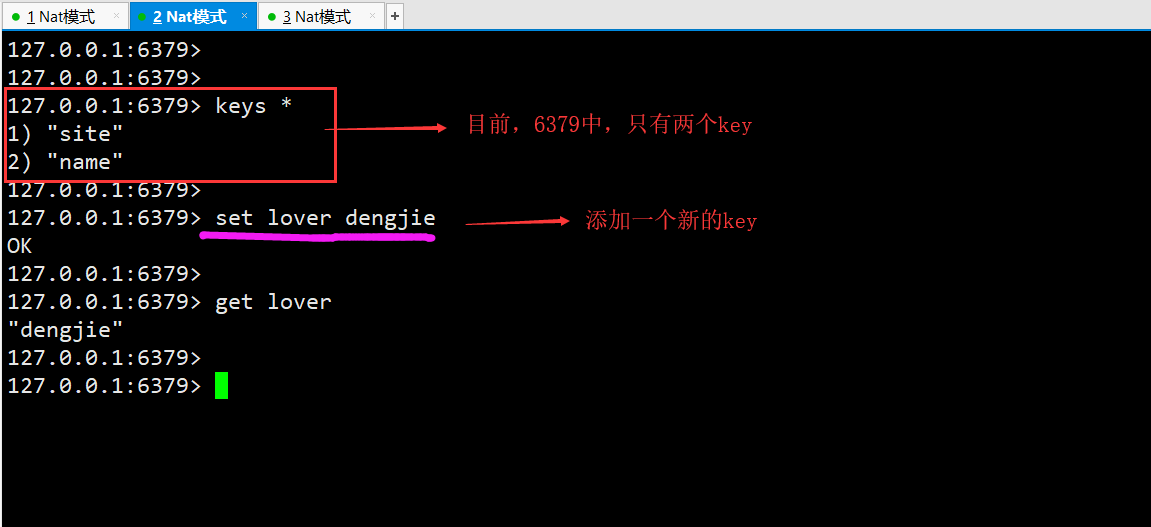 1 Nat模式 × 2 Nat模式 × 3 Nat模式 × +
127.0.0.1:6379>
127.0.0.1:6379>
127.0.0.1:6379> keys *
1) "site"
目前，6379中，只有两个key
2) "name"
127.0.0.1:6379>
127.0.0.1:6379> set lover dengjie
添加一个新的key
OK
127.0.0.1:6379>
127.0.0.1:6379> get lover
"dengjie"
127.0.0.1:6379>
127.0.0.1:6379>